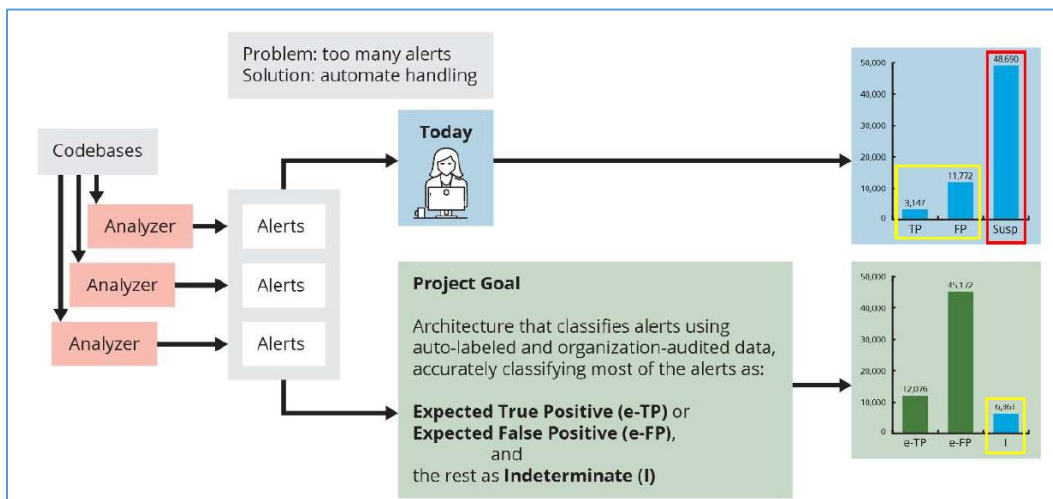 Problem: too many alerts
Solution: automate handling
Codebases
Analyzer
Analyzer
Analyzer
Alerts
Alerts
Alerts
Today
50,000
40,000
30,000
20,000
10,000
0
3,147
11,772
48,690
TP
FP
Susp
Project Goal
Architecture that classifies alerts using
auto-labeled and organization-audited data,
accurately classifying most of the alerts as:
Expected True Positive (e-TP) or
Expected False Positive (e-FP),
and
the rest as Indeterminate (I)
50,000
40,000
30,000
20,000
10,000
0
12,076
45,172
6,361
e-TP
e-FP
I